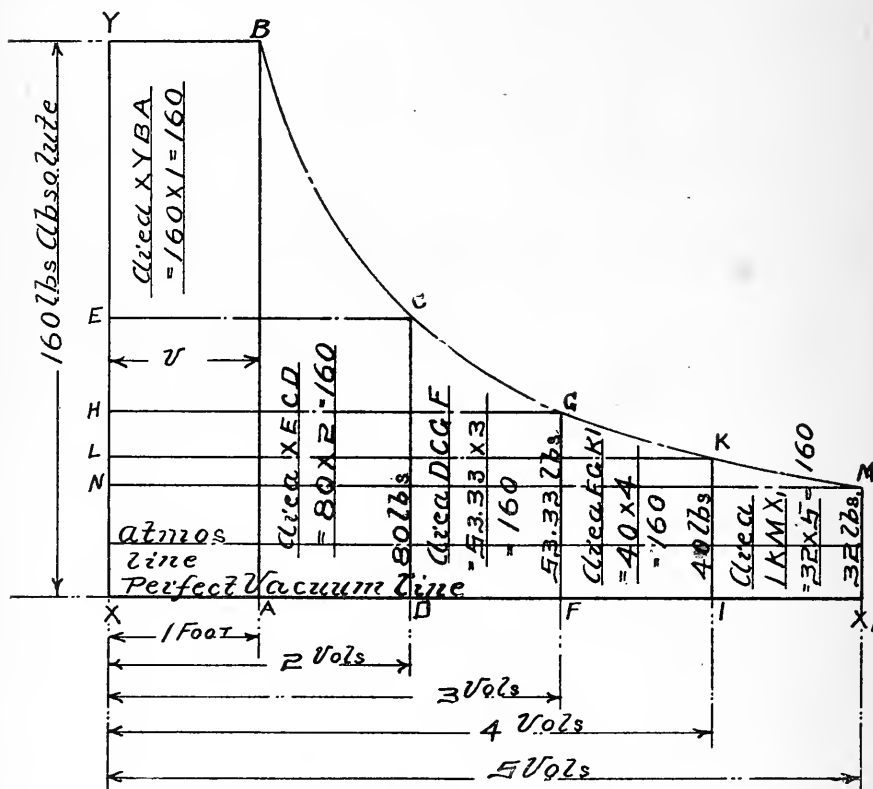 Y
B
160 lbs Absolute
Area XYBA
= 160 X 1 = 160
E
C
v
Area XECD
= 80 X 2 = 160
80 lbs
H
G
Area DCGF
= 53.33 X 3
= 160
53.33 lbs
L
K
Area FGKI
= 40 X 4
= 160
40 lbs
N
M
Area
IKMX,
= 32 X 5 = 160
32 lbs
atmos
line
Perfect Vacuum line
X
A
D
F
I
X,
1 Foot
2 Vols
3 Vols
4 Vols
5 Vols